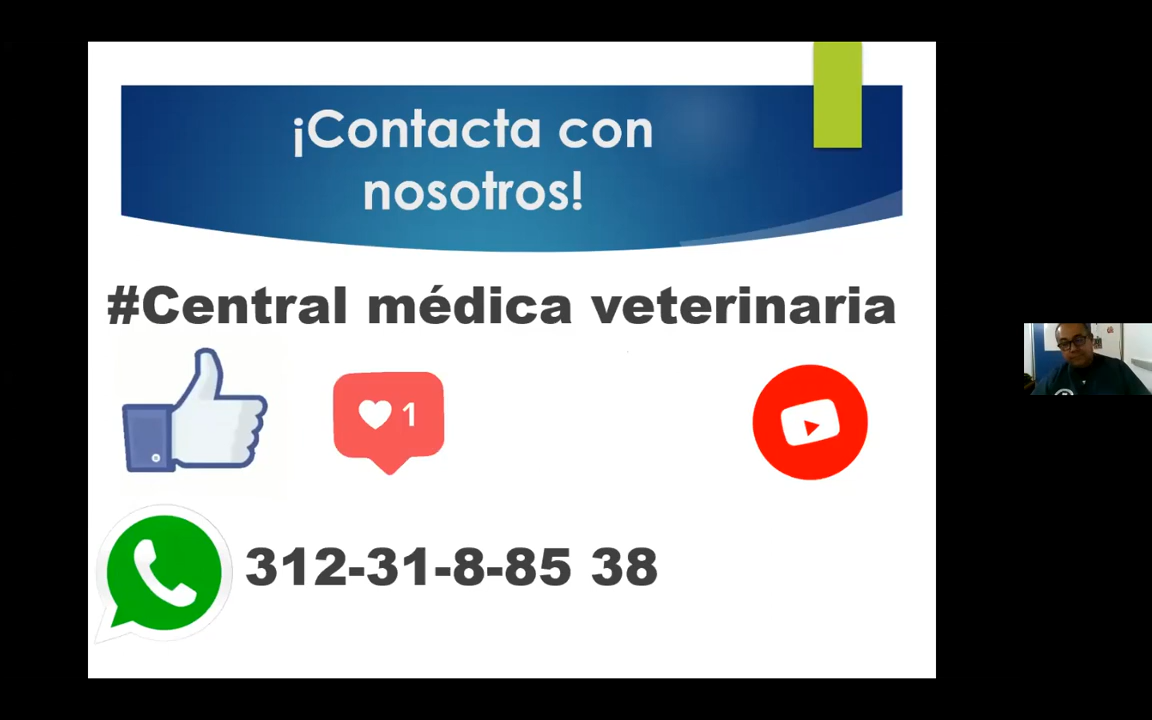 ¡Contacta con
nosotros!
#Central médica veterinaria
1
312-31-8-85 38